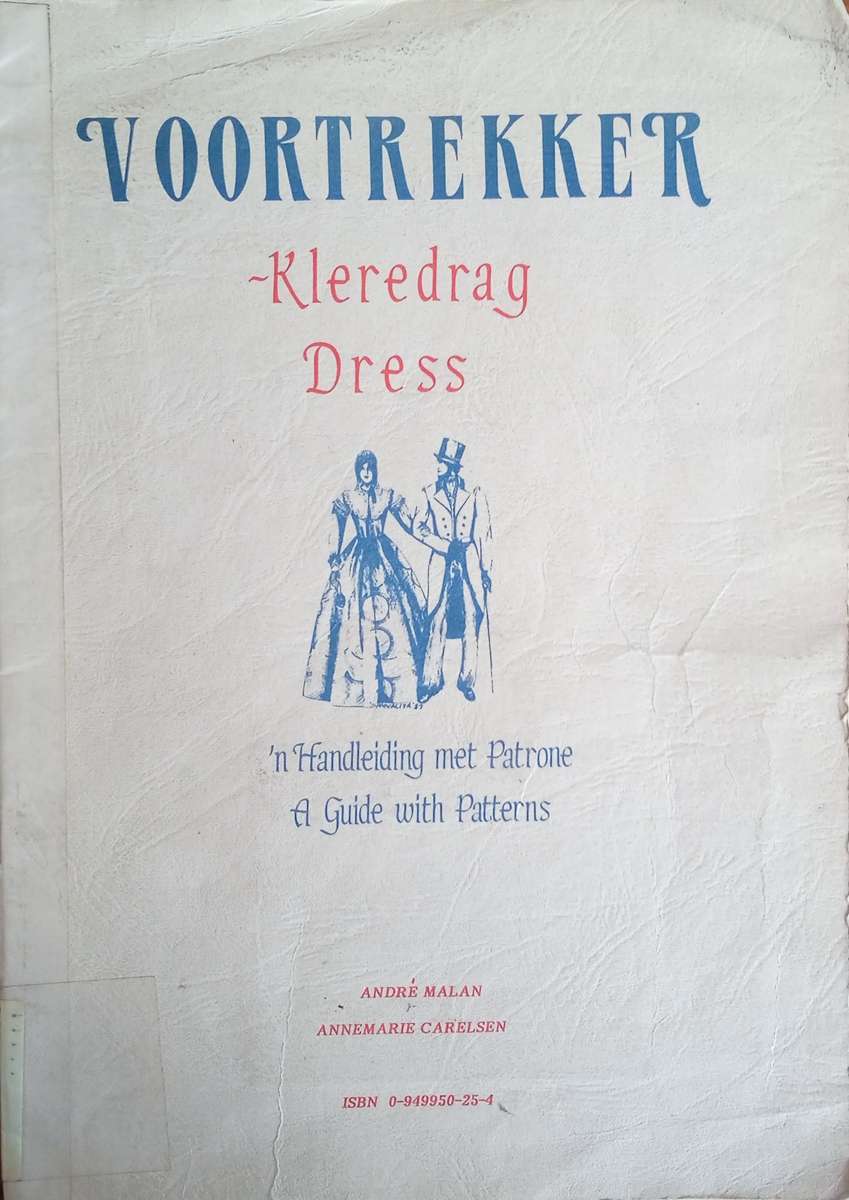 VOORTREKKER
~Kleredrag
Dress
'n Handleiding met Patrone
A Guide with Patterns
ANDRÉ MALAN
ANNEMARIE CARELSEN
ISBN 0-949950-25-4